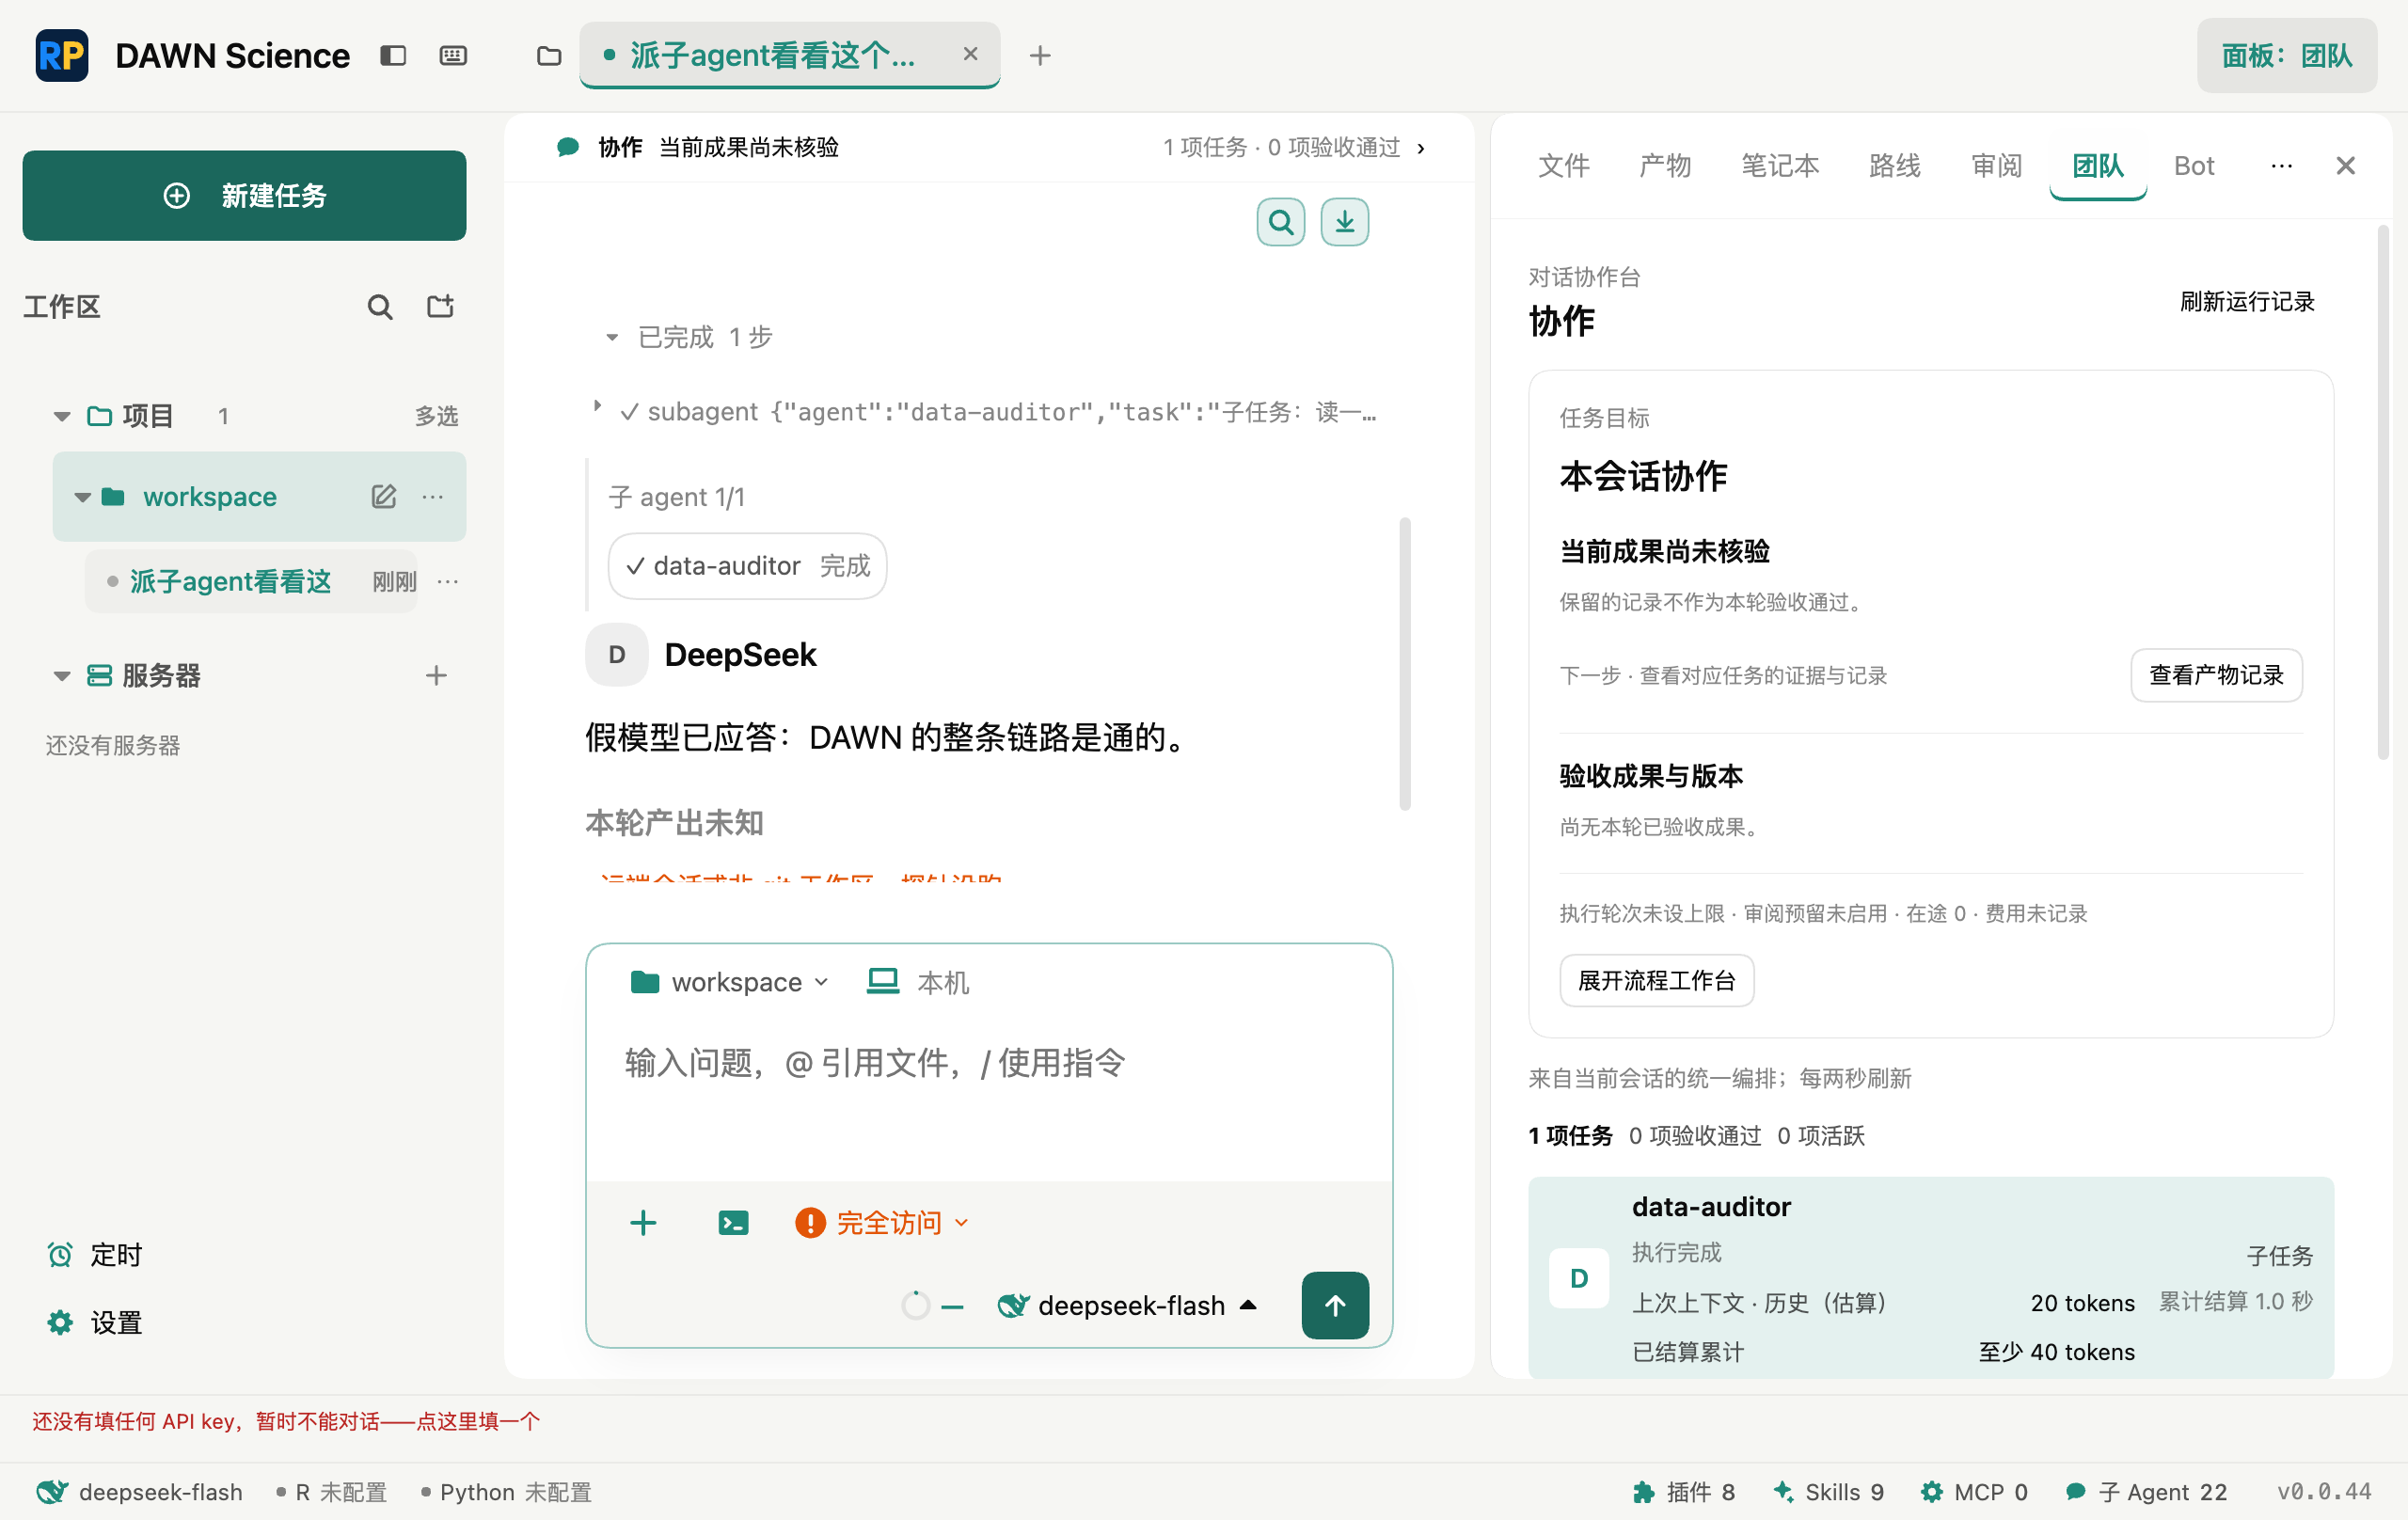 RP DAWN Science
派子agent看看这个...
面板：团队
新建任务
工作区
项目 1 多选
workspace
派子agent看看这 刚刚
服务器
还没有服务器
定时
设置
协作 当前成果尚未核验 1 项任务 · 0 项验收通过 ›
已完成 1 步
✓ subagent {"agent":"data-auditor","task":"子任务：读一…
子 agent 1/1
✓ data-auditor 完成
D DeepSeek
假模型已应答：DAWN 的整条链路是通的。
本轮产出未知
workspace 本机
输入问题，@ 引用文件，/ 使用指令
完全访问
deepseek-flash
文件 产物 笔记本 路线 审阅 团队 Bot ···
对话协作台
协作
刷新运行记录
任务目标
本会话协作
当前成果尚未核验
保留的记录不作为本轮验收通过。
下一步 · 查看对应任务的证据与记录
查看产物记录
验收成果与版本
尚无本轮已验收成果。
执行轮次未设上限 · 审阅预留未启用 · 在途 0 · 费用未记录
展开流程工作台
来自当前会话的统一编排；每两秒刷新
1 项任务 0 项验收通过 0 项活跃
D
data-auditor
执行完成
子任务
上次上下文 · 历史（估算） 20 tokens 累计结算 1.0 秒
已结算累计 至少 40 tokens
还没有填任何 API key，暂时不能对话——点这里填一个
deepseek-flash R 未配置 Python 未配置
插件 8 Skills 9 MCP 0 子 Agent 22 v0.0.44